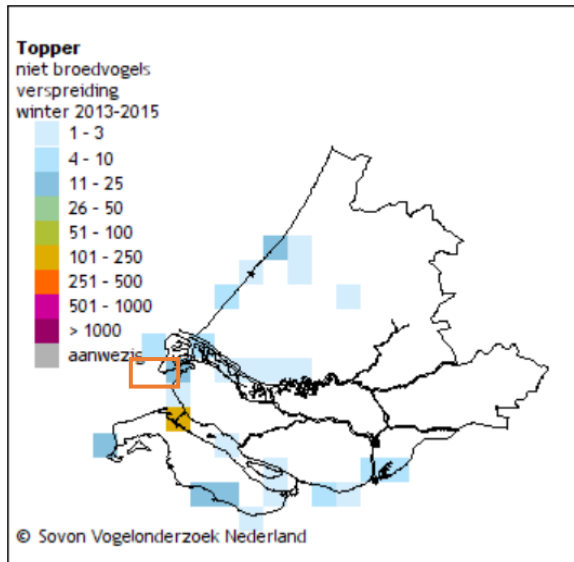 Topper
niet broedvogels
verspreiding
winter 2013-2015
1 - 3
4 - 10
11 - 25
26 - 50
51 - 100
101 - 250
251 - 500
501 - 1000
> 1000
aanwezig
© Sovon Vogelonderzoek Nederland